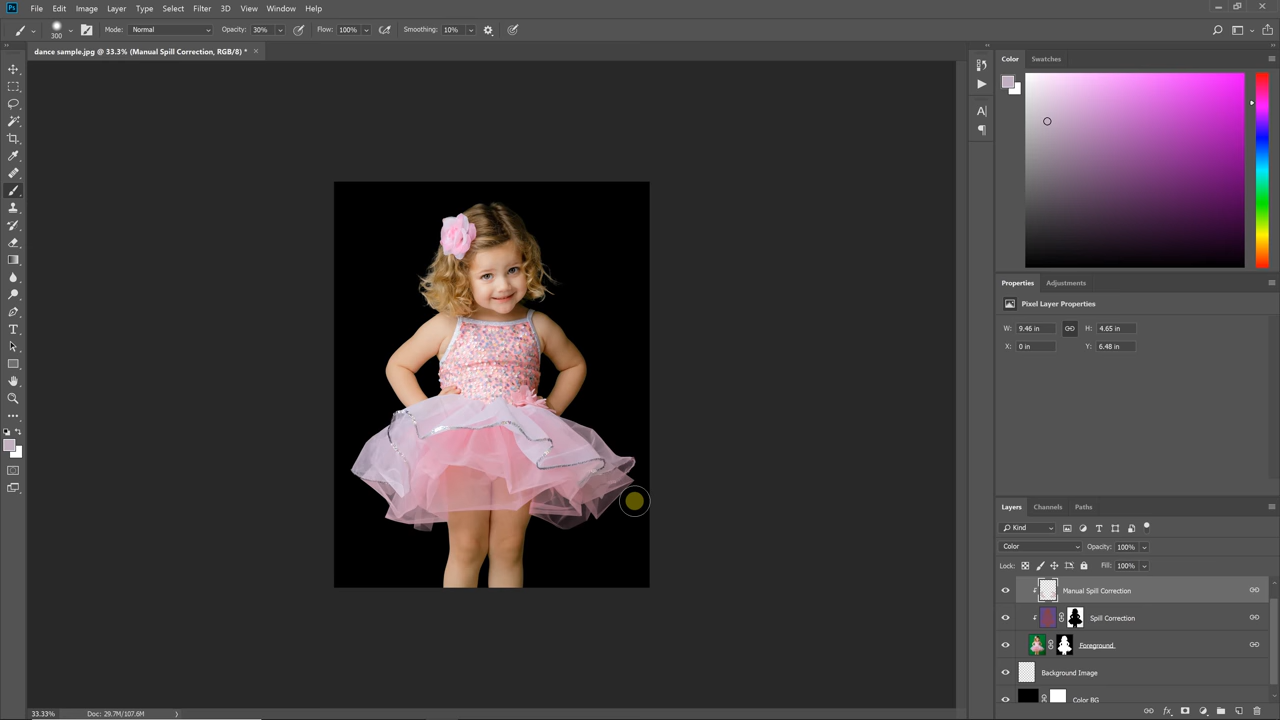 Ps File Edit Image Layer Type Select Filter 3D View Window Help
300 Mode: Normal Opacity: 30% Flow: 100% Smoothing: 10%
dance sample.jpg @ 33.3% (Manual Spill Correction, RGB/8) * ×
Color Swatches
A|
Properties Adjustments
Pixel Layer Properties
W: 9.46 in H: 4.65 in
X: 0 in Y: 6.48 in
Layers Channels Paths
Kind
Color Opacity: 100%
Lock: Fill: 100%
Manual Spill Correction
Spill Correction
Foreground
Background Image
Color BG
33.33% Doc: 29.7M/107.6M